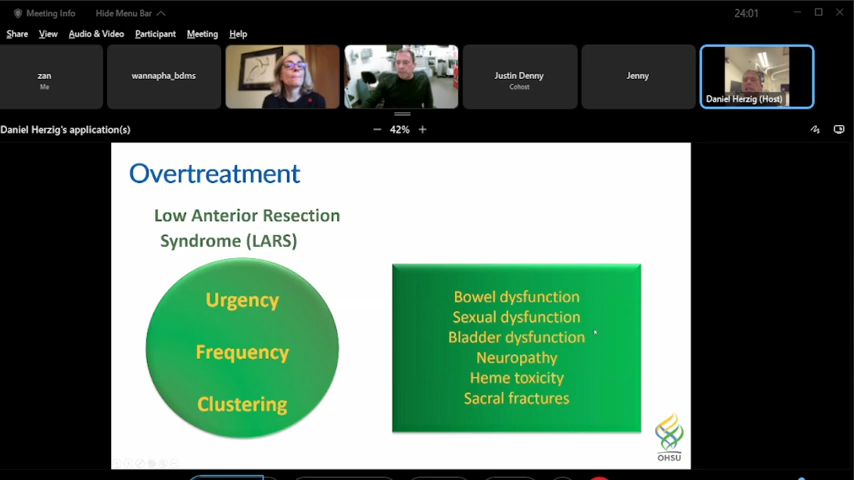 Meeting Info
Hide Menu Bar
24:01
Share
View
Audio & Video
Participant
Meeting
Help
zan
Me
wannapha_bdms
Justin Denny
Cohost
Jenny
Daniel Herzig (Host)
Daniel Herzig's application(s)
42%
Overtreatment
Low Anterior Resection
Syndrome (LARS)
Urgency
Frequency
Clustering
Bowel dysfunction
Sexual dysfunction
Bladder dysfunction
Neuropathy
Heme toxicity
Sacral fractures
OHSU